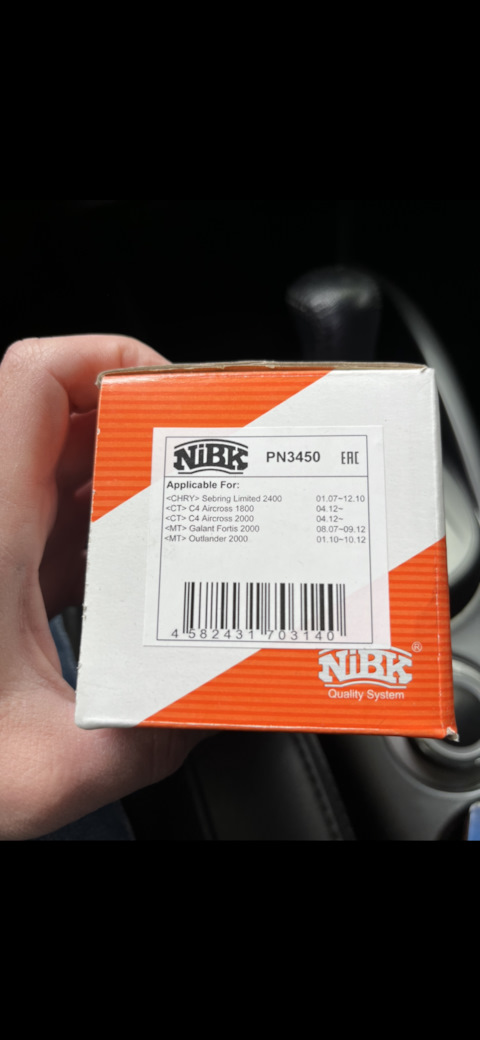 NiBK PN3450 EAC
Applicable For:
<CHRY> Sebring Limited 2400 01.07~12.10
<CT> C4 Aircross 1800 04.12~
<CT> C4 Aircross 2000 04.12~
<MT> Galant Fortis 2000 08.07~09.12
<MT> Outlander 2000 01.10~10.12
4 582431 703140
NiBK ®
Quality System